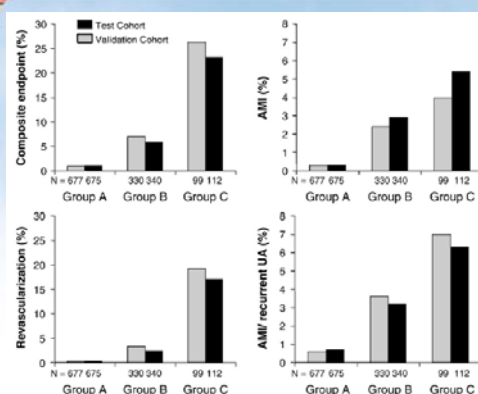 Composite endpoint (%)
30
25
20
15
10
5
0
Test Cohort
Validation Cohort
N = 677 675 330 340 99 112
Group A Group B Group C
AMI (%)
6
5
4
3
2
1
0
N = 677 675 330 340 99 112
Group A Group B Group C
Revascularization (%)
30
25
20
15
10
5
0
N = 677 675 330 340 99 112
Group A Group B Group C
AMI/ recurrent UA (%)
8
7
6
5
4
3
2
1
0
N = 677 675 330 340 99 112
Group A Group B Group C